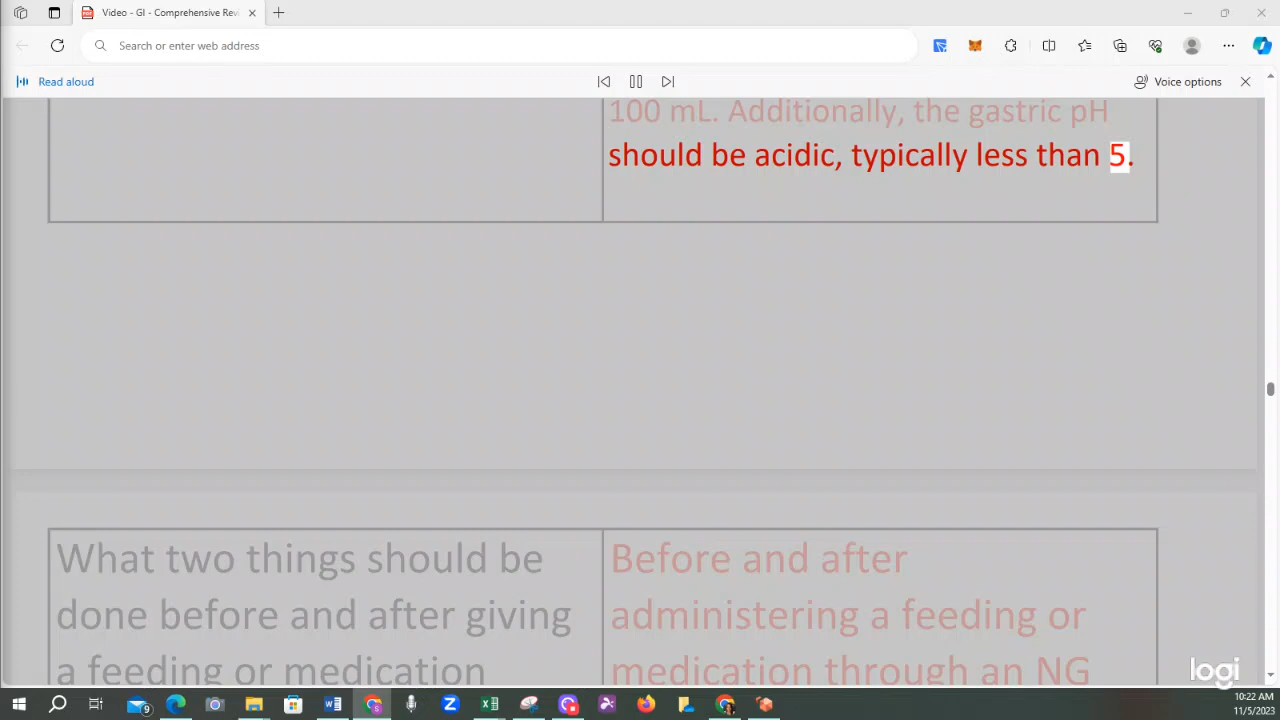 Video - GI - Comprehensive Rev
Search or enter web address
Read aloud
Voice options
100 mL. Additionally, the gastric pH
should be acidic, typically less than 5.
What two things should be
done before and after giving
a feeding or medication
Before and after
administering a feeding or
medication through an NG
logi
9
10:22 AM
11/5/2023